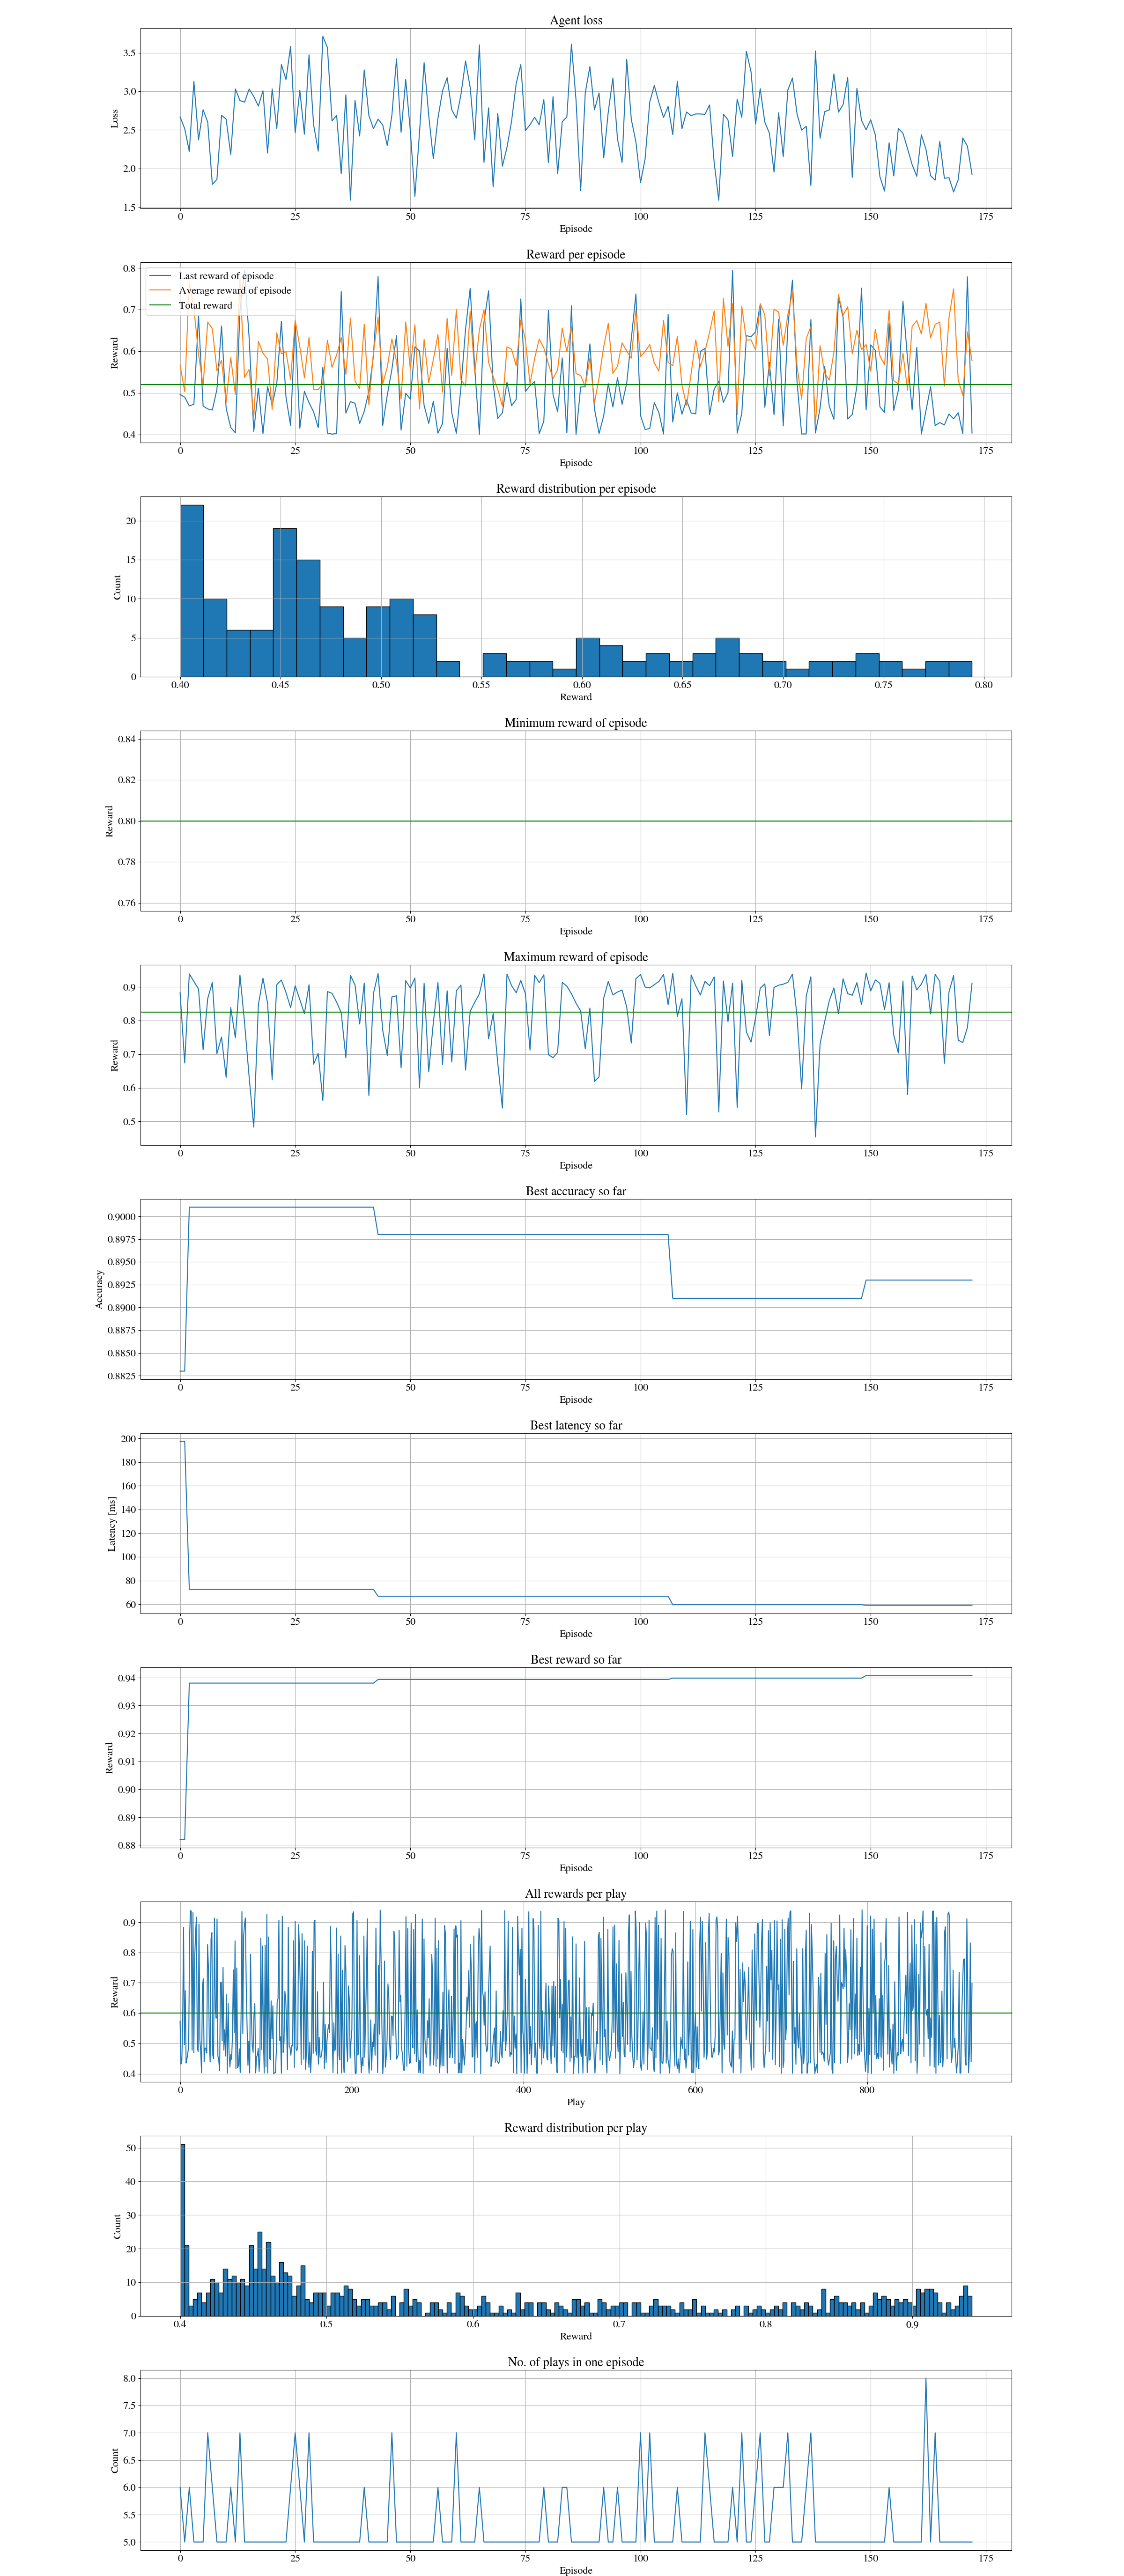 Agent loss
3.5
3.0
2.5
2.0
1.5
Loss
0 25 50 75 100 125 150 175
Episode
Reward per episode
Last reward of episode
Average reward of episode
Total reward
0.8
0.7
0.6
0.5
0.4
Reward
0 25 50 75 100 125 150 175
Episode
Reward distribution per episode
20
15
10
5
0
Count
0.40 0.45 0.50 0.55 0.60 0.65 0.70 0.75 0.80
Reward
Minimum reward of episode
0.84
0.82
0.80
0.78
0.76
Reward
0 25 50 75 100 125 150 175
Episode
Maximum reward of episode
0.9
0.8
0.7
0.6
0.5
Reward
0 25 50 75 100 125 150 175
Episode
Best accuracy so far
0.9000
0.8975
0.8950
0.8925
0.8900
0.8875
0.8850
0.8825
Accuracy
0 25 50 75 100 125 150 175
Episode
Best latency so far
200
180
160
140
120
100
80
60
Latency [ms]
0 25 50 75 100 125 150 175
Episode
Best reward so far
0.94
0.93
0.92
0.91
0.90
0.89
0.88
Reward
0 25 50 75 100 125 150 175
Episode
All rewards per play
0.9
0.8
0.7
0.6
0.5
0.4
Reward
0 200 400 600 800
Play
Reward distribution per play
50
40
30
20
10
0
Count
0.4 0.5 0.6 0.7 0.8 0.9
Reward
No. of plays in one episode
8.0
7.5
7.0
6.5
6.0
5.5
5.0
Count
0 25 50 75 100 125 150 175
Episode